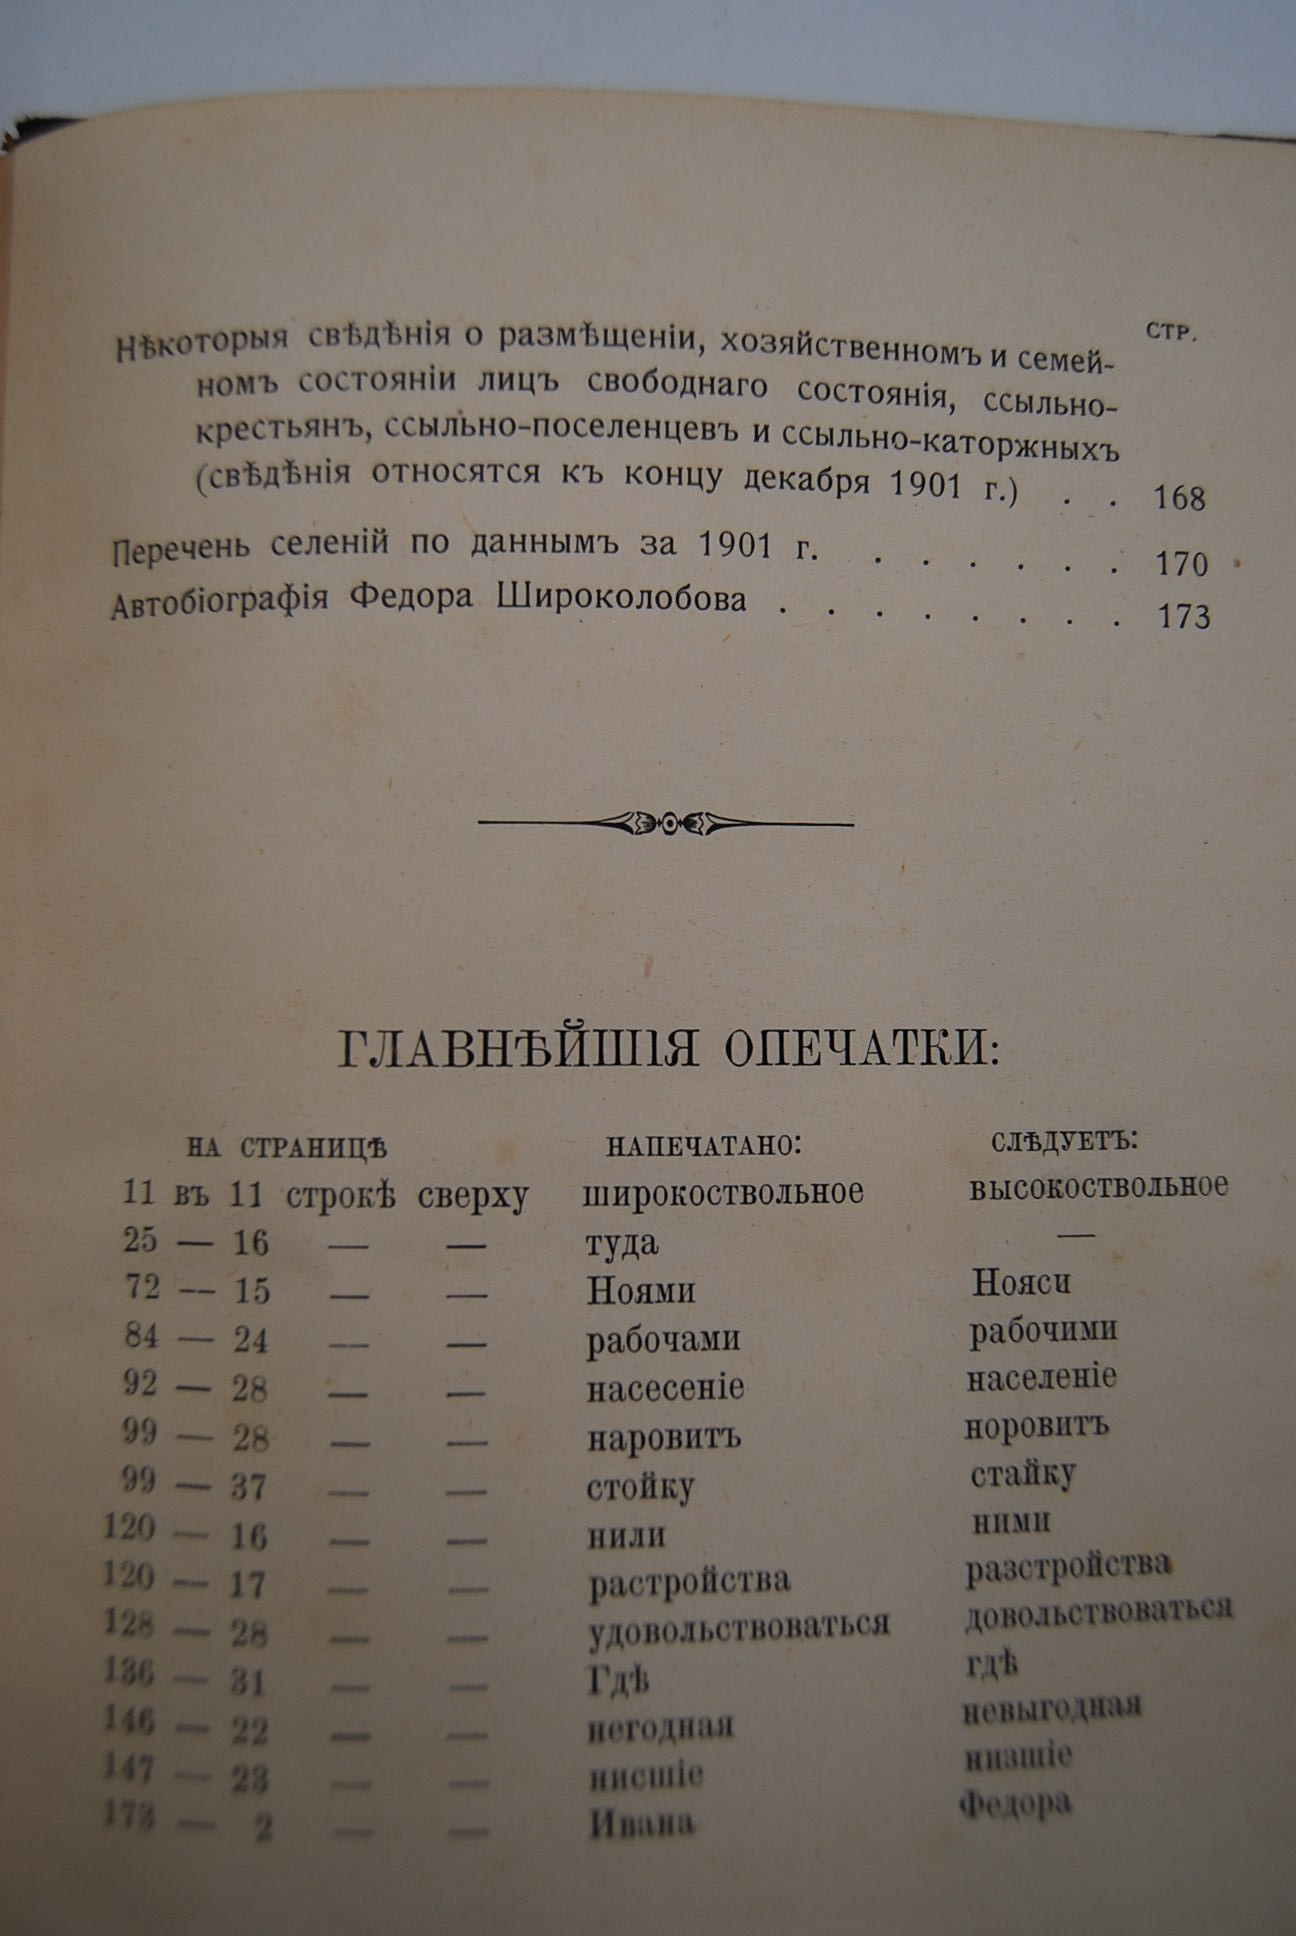 СТР.
Нѣкоторыя свѣдѣнія о размѣщеніи, хозяйственномъ и семей-
номъ состояніи лицъ свободнаго состоянія, ссыльно-
крестьянъ, ссыльно-поселенцевъ и ссыльно-каторжныхъ
(свѣдѣнія относятся къ концу декабря 1901 г.) . . 168
Перечень селеній по даннымъ за 1901 г. . . . . . . 170
Автобіографія Федора Широколобова . . . . . . . . 173
ГЛАВНѢЙШІЯ ОПЕЧАТКИ:
НА СТРАНИЦѢ НАПЕЧАТАНО: СЛѢДУЕТЪ:
11 въ 11 строкѣ сверху широкоствольное высокоствольное
25 — 16 — — туда —
72 — 15 — — Ноями Нояси
84 — 24 — — рабочами рабочими
92 — 28 — — насесеніе населеніе
99 — 28 — — наровитъ норовитъ
99 — 37 — — стойку стайку
120 — 16 — — нили ними
120 — 17 — — растройства разстройства
128 — 28 — — удовольствоваться довольствоваться
136 — 31 — — Гдѣ гдѣ
146 — 22 — — негодная невыгодная
147 — 23 — — нисшіе низшіе
173 — 2 — — Ивана Федора